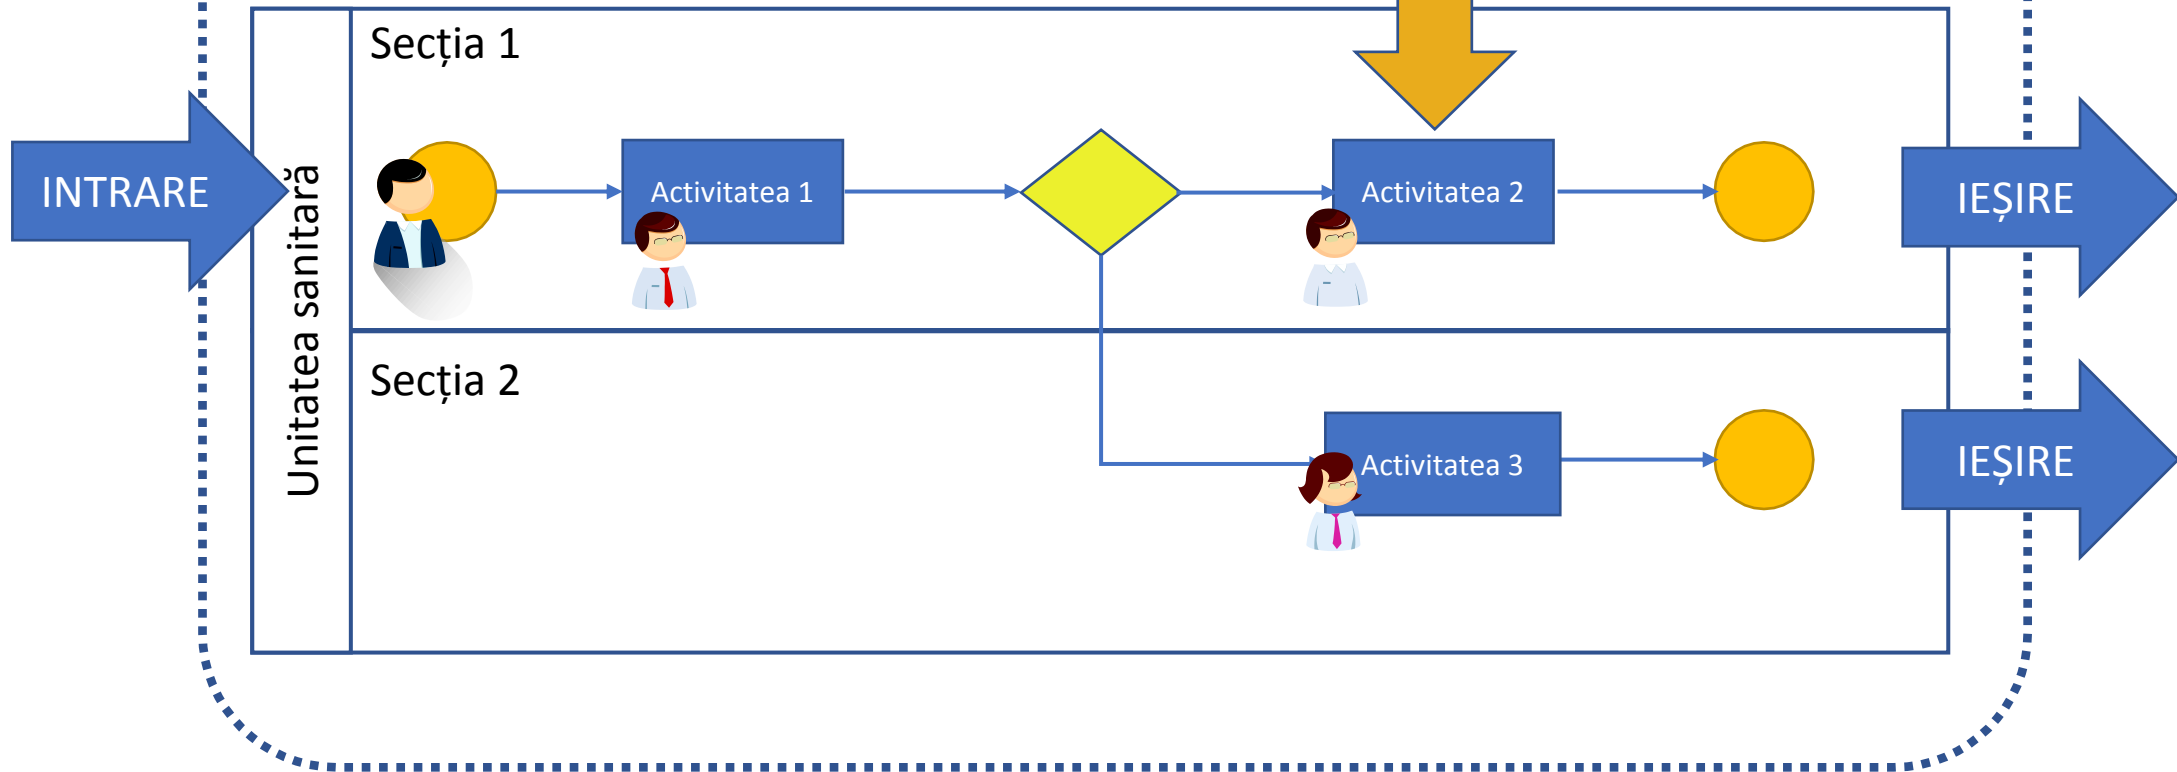 Secția 1
INTRARE
Unitatea sanitară
Activitatea 1
Activitatea 2
IEȘIRE
Secția 2
Activitatea 3
IEȘIRE